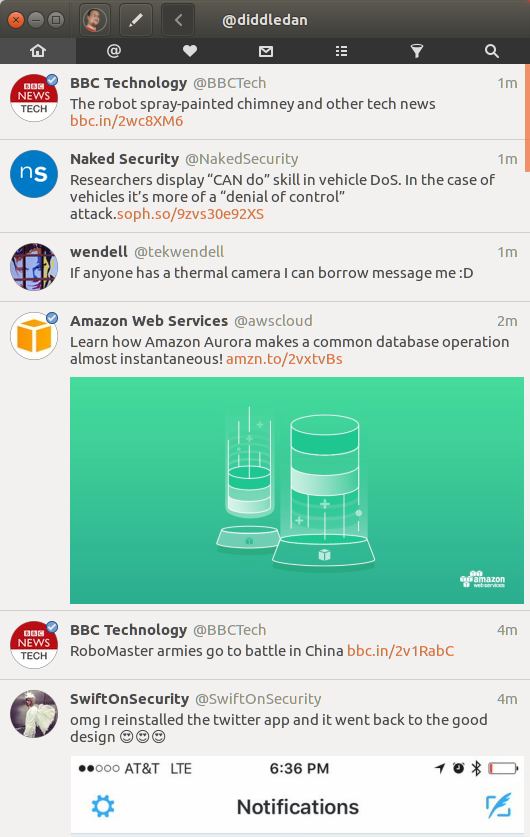 @diddledan
BBC Technology @BBCTech 1m
The robot spray-painted chimney and other tech news
bbc.in/2wc8XM6
BBC
NEWS
TECH
Naked Security @NakedSecurity 1m
Researchers display “CAN do” skill in vehicle DoS. In the case of
vehicles it’s more of a “denial of control”
attack.soph.so/9zvs30e92XS
ns
wendell @tekwendell 1m
If anyone has a thermal camera I can borrow message me :D
Amazon Web Services @awscloud 2m
Learn how Amazon Aurora makes a common database operation
almost instantaneous! amzn.to/2vxtvBs
amazon
web services
BBC Technology @BBCTech 4m
RoboMaster armies go to battle in China bbc.in/2v1RabC
BBC
NEWS
TECH
SwiftOnSecurity @SwiftOnSecurity 4m
omg I reinstalled the twitter app and it went back to the good
design 😍😍😍
AT&T LTE 6:36 PM
Notifications